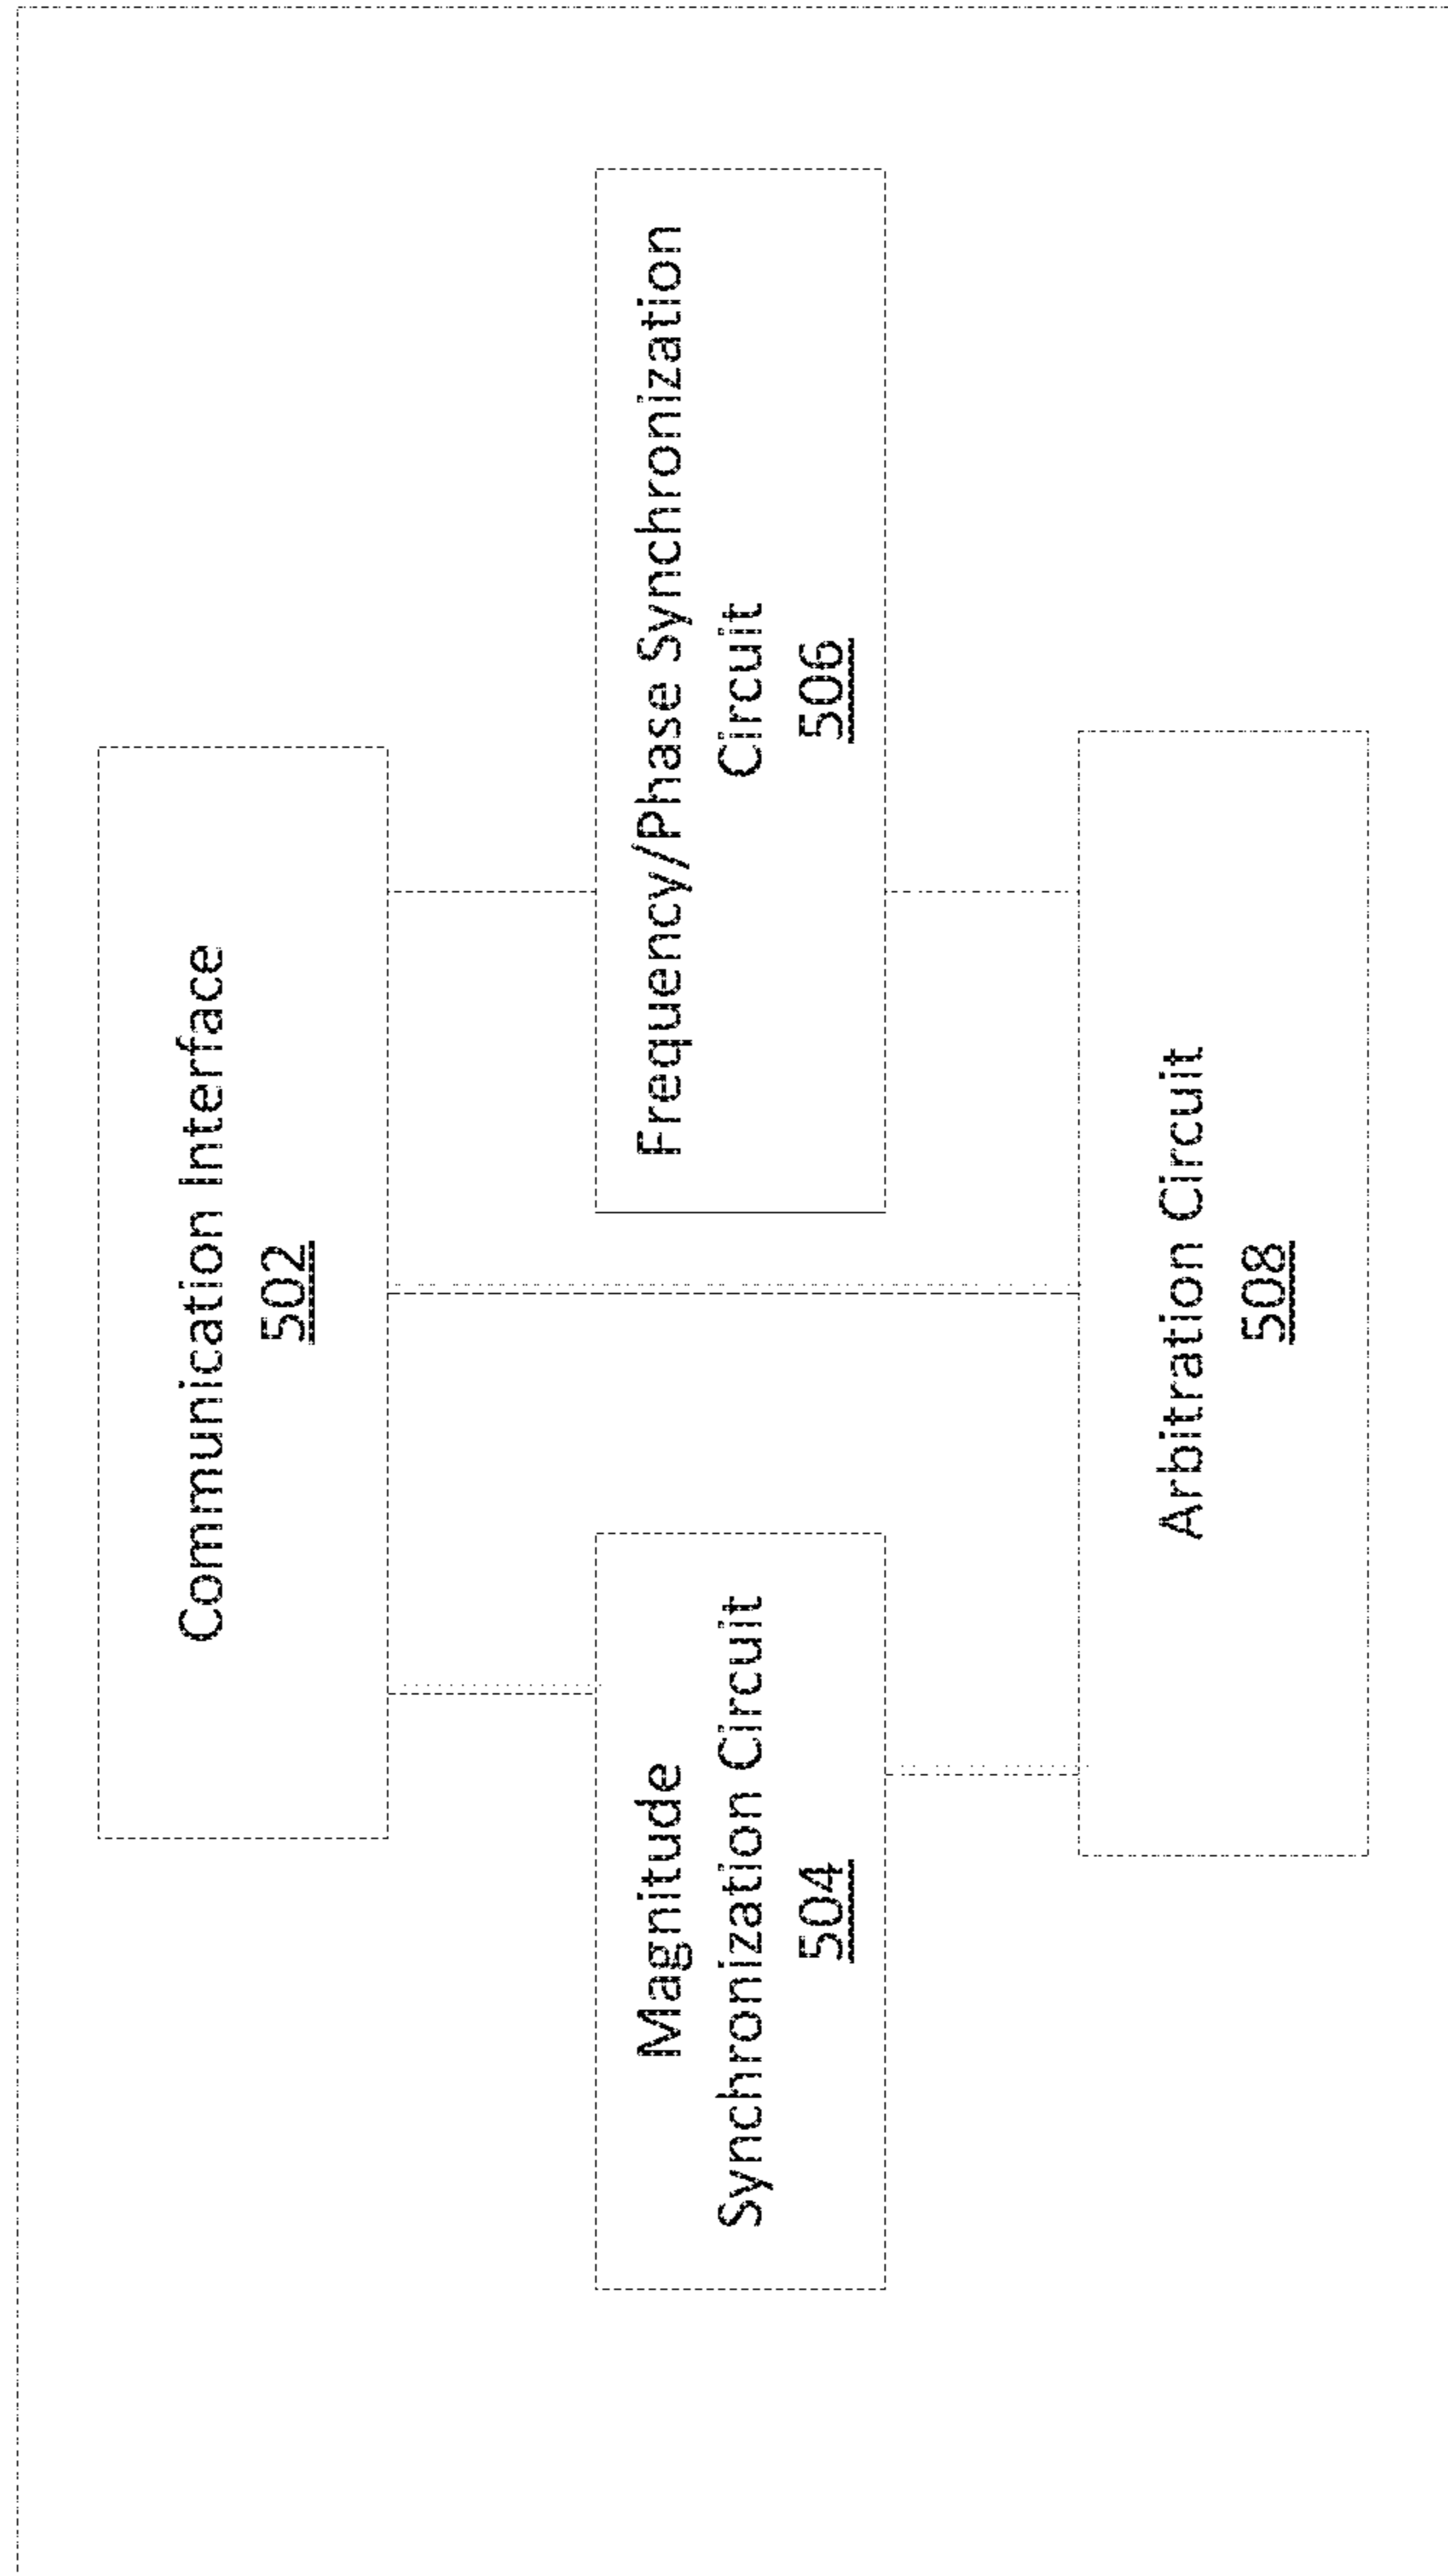 Communication Interface
502
Magnitude
Synchronization Circuit
504
Frequency/Phase Synchronization
Circuit
506
Arbitration Circuit
508